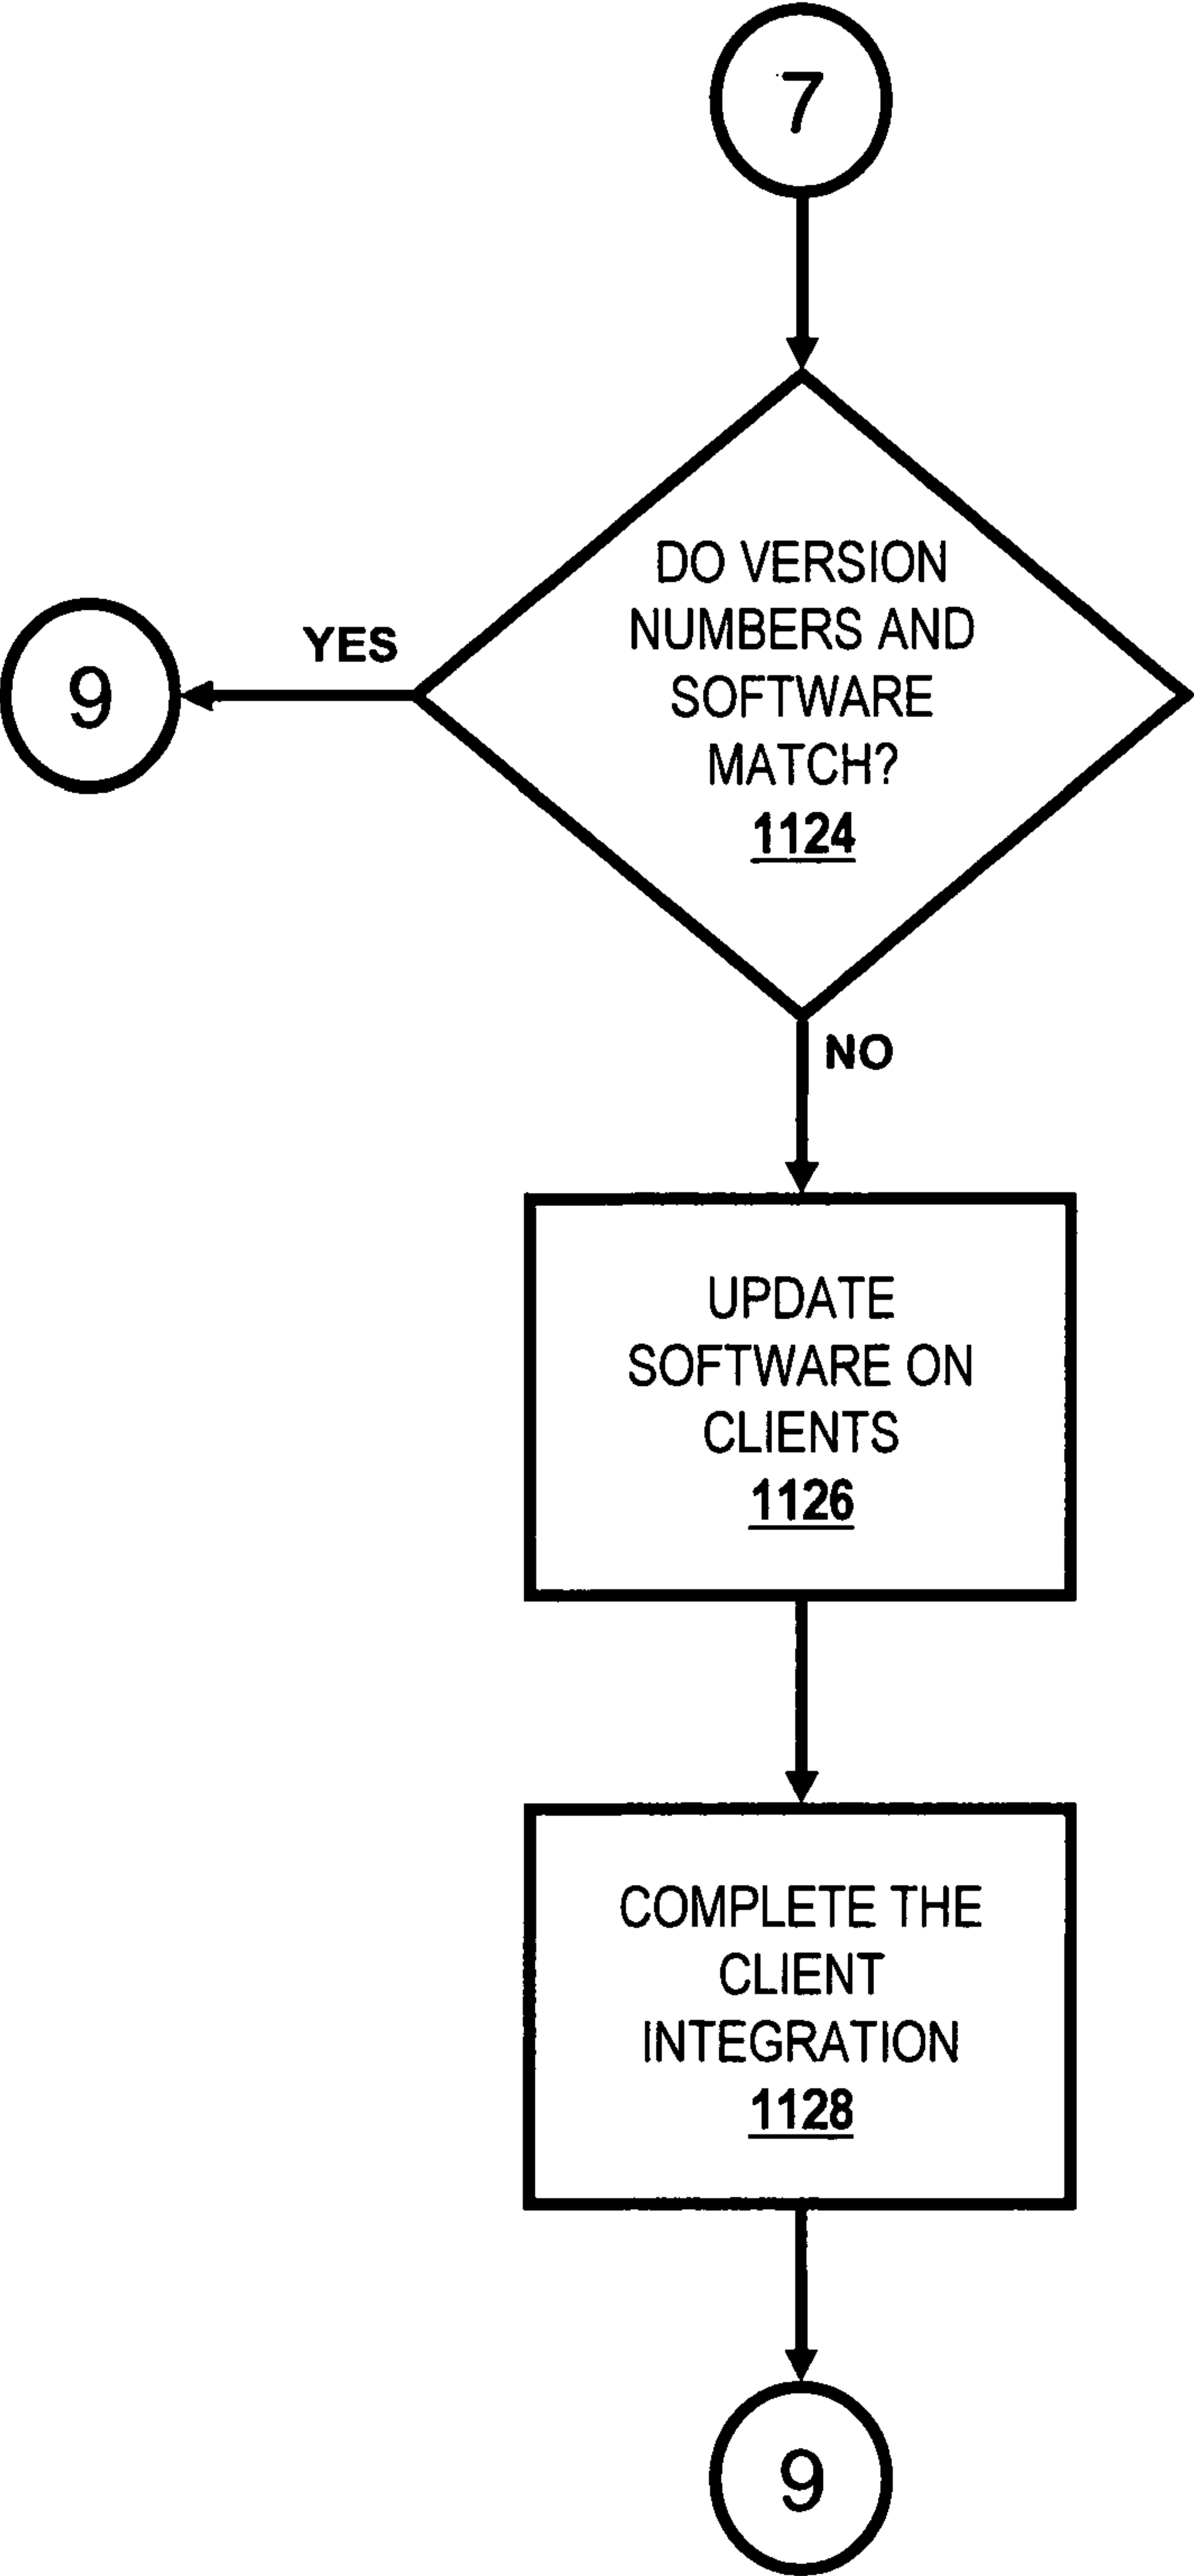 7
DO VERSION
NUMBERS AND
SOFTWARE
MATCH?
1124
YES
9
NO
UPDATE
SOFTWARE ON
CLIENTS
1126
COMPLETE THE
CLIENT
INTEGRATION
1128
9